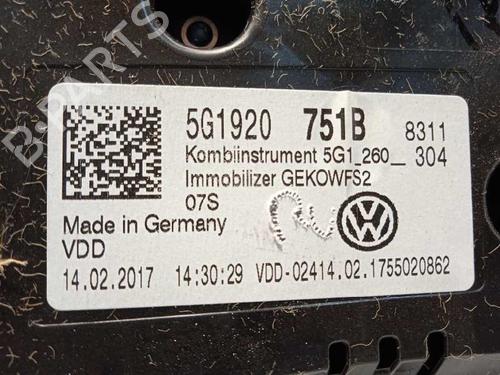 5G1920 751B 8311
Kombiinstrument 5G1_260__ 304
Immobilizer GEKOWFS2
07S
Made in Germany
VDD
14.02.2017 14:30:29 VDD-02414.02.1755020862
B-PARTS